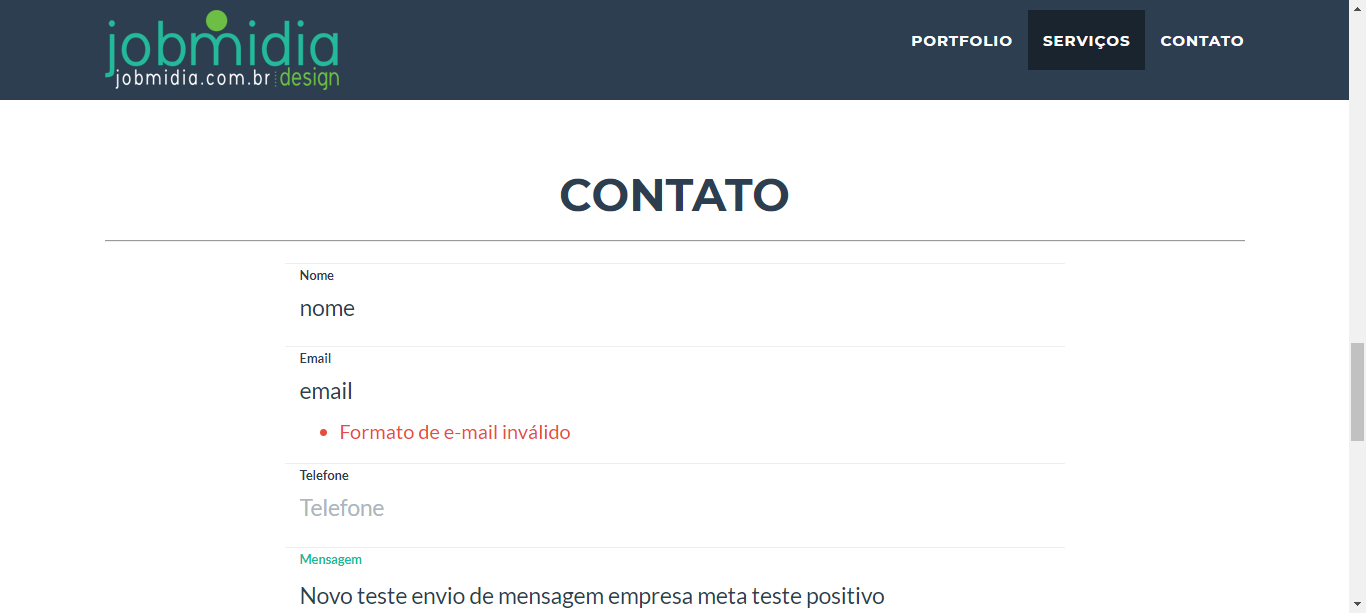 jobmidia
jobmidia.com.br design
PORTFOLIO SERVIÇOS CONTATO
CONTATO
Nome
nome
Email
email
Formato de e-mail inválido
Telefone
Telefone
Mensagem
Novo teste envio de mensagem empresa meta teste positivo